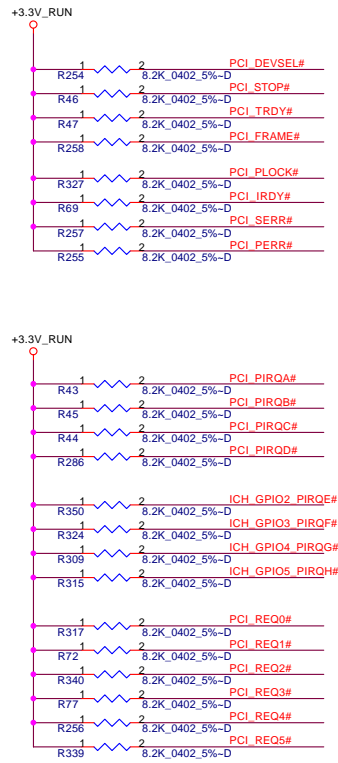 +3.3V_RUN
1 2 PCI_DEVSEL#
R254 8.2K_0402_5%~D
1 2 PCI_STOP#
R46 8.2K_0402_5%~D
1 2 PCI_TRDY#
R47 8.2K_0402_5%~D
1 2 PCI_FRAME#
R258 8.2K_0402_5%~D
1 2 PCI_PLOCK#
R327 8.2K_0402_5%~D
1 2 PCI_IRDY#
R69 8.2K_0402_5%~D
1 2 PCI_SERR#
R257 8.2K_0402_5%~D
1 2 PCI_PERR#
R255 8.2K_0402_5%~D
+3.3V_RUN
1 2 PCI_PIRQA#
R43 8.2K_0402_5%~D
1 2 PCI_PIRQB#
R45 8.2K_0402_5%~D
1 2 PCI_PIRQC#
R44 8.2K_0402_5%~D
1 2 PCI_PIRQD#
R286 8.2K_0402_5%~D
1 2 ICH_GPIO2_PIRQE#
R350 8.2K_0402_5%~D
1 2 ICH_GPIO3_PIRQF#
R324 8.2K_0402_5%~D
1 2 ICH_GPIO4_PIRQG#
R309 8.2K_0402_5%~D
1 2 ICH_GPIO5_PIRQH#
R315 8.2K_0402_5%~D
1 2 PCI_REQ0#
R317 8.2K_0402_5%~D
1 2 PCI_REQ1#
R72 8.2K_0402_5%~D
1 2 PCI_REQ2#
R340 8.2K_0402_5%~D
1 2 PCI_REQ3#
R77 8.2K_0402_5%~D
1 2 PCI_REQ4#
R256 8.2K_0402_5%~D
1 2 PCI_REQ5#
R339 8.2K_0402_5%~D